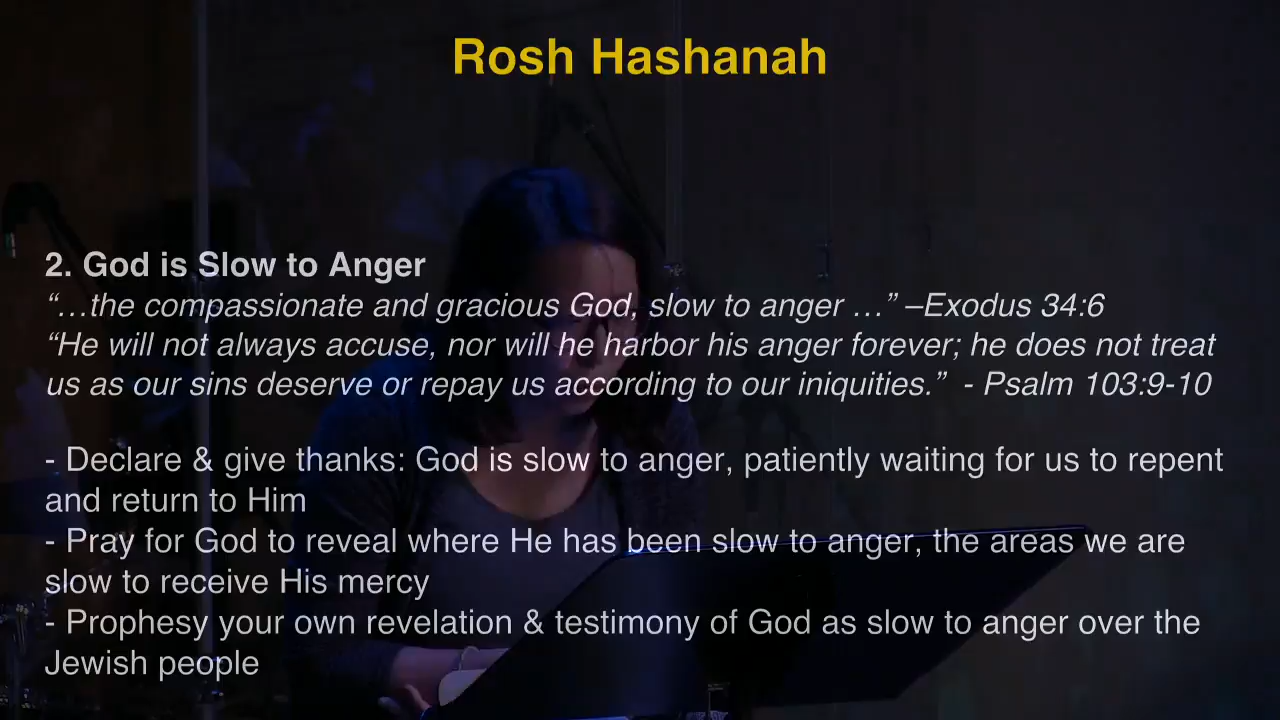 Rosh Hashanah
2. God is Slow to Anger
“…the compassionate and gracious God, slow to anger …” –Exodus 34:6
“He will not always accuse, nor will he harbor his anger forever; he does not treat
us as our sins deserve or repay us according to our iniquities.”  - Psalm 103:9-10
- Declare & give thanks: God is slow to anger, patiently waiting for us to repent
and return to Him
- Pray for God to reveal where He has been slow to anger, the areas we are
slow to receive His mercy
- Prophesy your own revelation & testimony of God as slow to anger over the
Jewish people